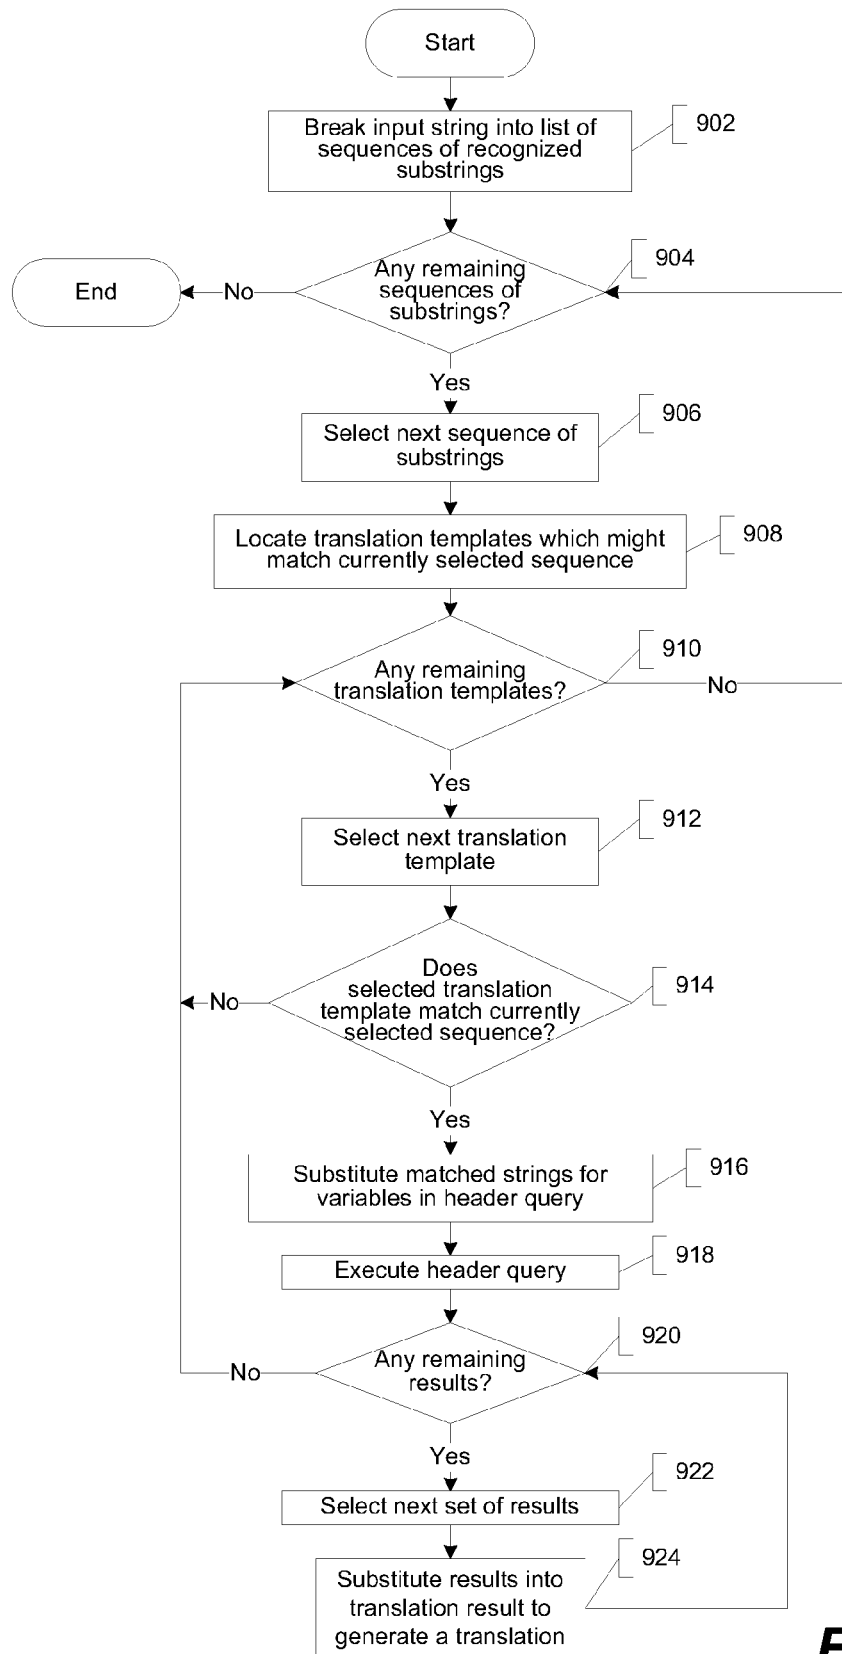 Start
Break input string into list of
sequences of recognized
substrings
902
Any remaining
sequences of
substrings?
904
No
End
Yes
Select next sequence of
substrings
906
Locate translation templates which might
match currently selected sequence
908
Any remaining
translation templates?
910
No
Yes
Select next translation
template
912
Does
selected translation
template match currently
selected sequence?
914
No
Yes
Substitute matched strings for
variables in header query
916
Execute header query
918
Any remaining
results?
920
No
Yes
Select next set of results
922
Substitute results into
translation result to
generate a translation
924